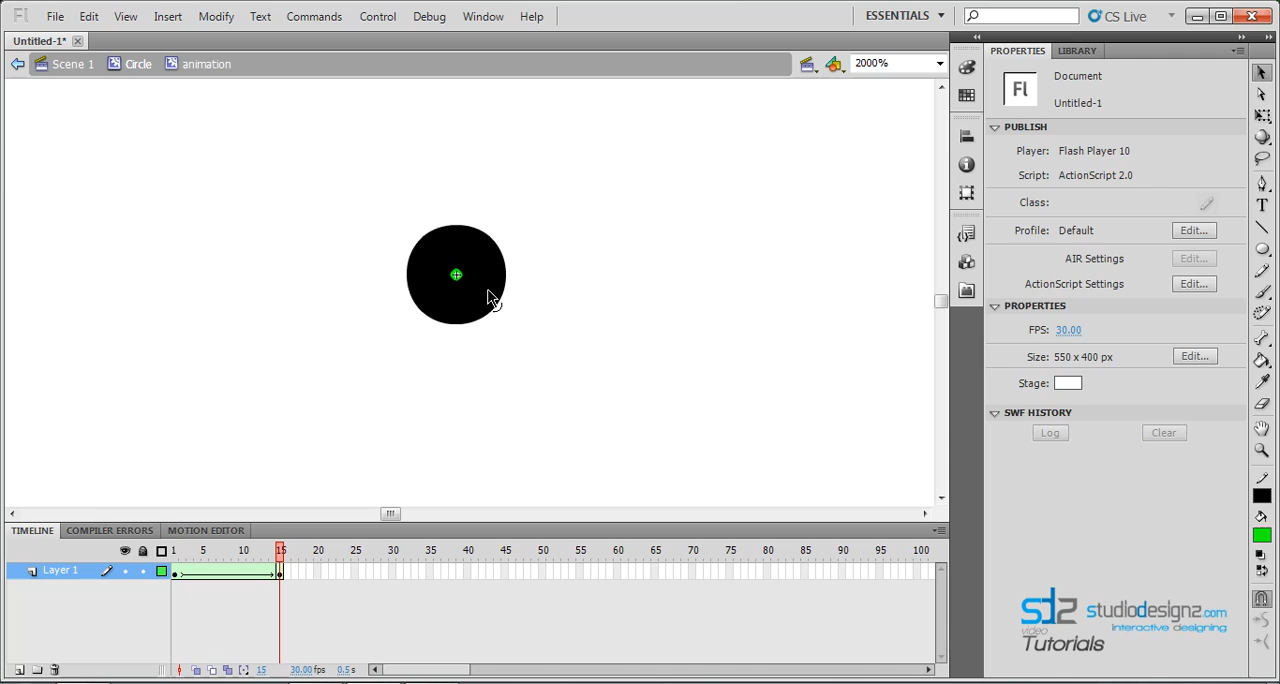 Fl File Edit View Insert Modify Text Commands Control Debug Window Help ESSENTIALS CS Live
Untitled-1*
Scene 1 Circle animation 2000%
PROPERTIES LIBRARY
Fl Document
Untitled-1
PUBLISH
Player: Flash Player 10
Script: ActionScript 2.0
Class:
Profile: Default Edit...
AIR Settings Edit...
ActionScript Settings Edit...
PROPERTIES
FPS: 30.00
Size: 550 x 400 px Edit...
Stage:
SWF HISTORY
Log Clear
TIMELINE COMPILER ERRORS MOTION EDITOR
1 5 10 15 20 25 30 35 40 45 50 55 60 65 70 75 80 85 90 95 100
Layer 1
15 30.00 fps 0.5 s
sd2 studiodesignz.com
interactive designing
video
Tutorials